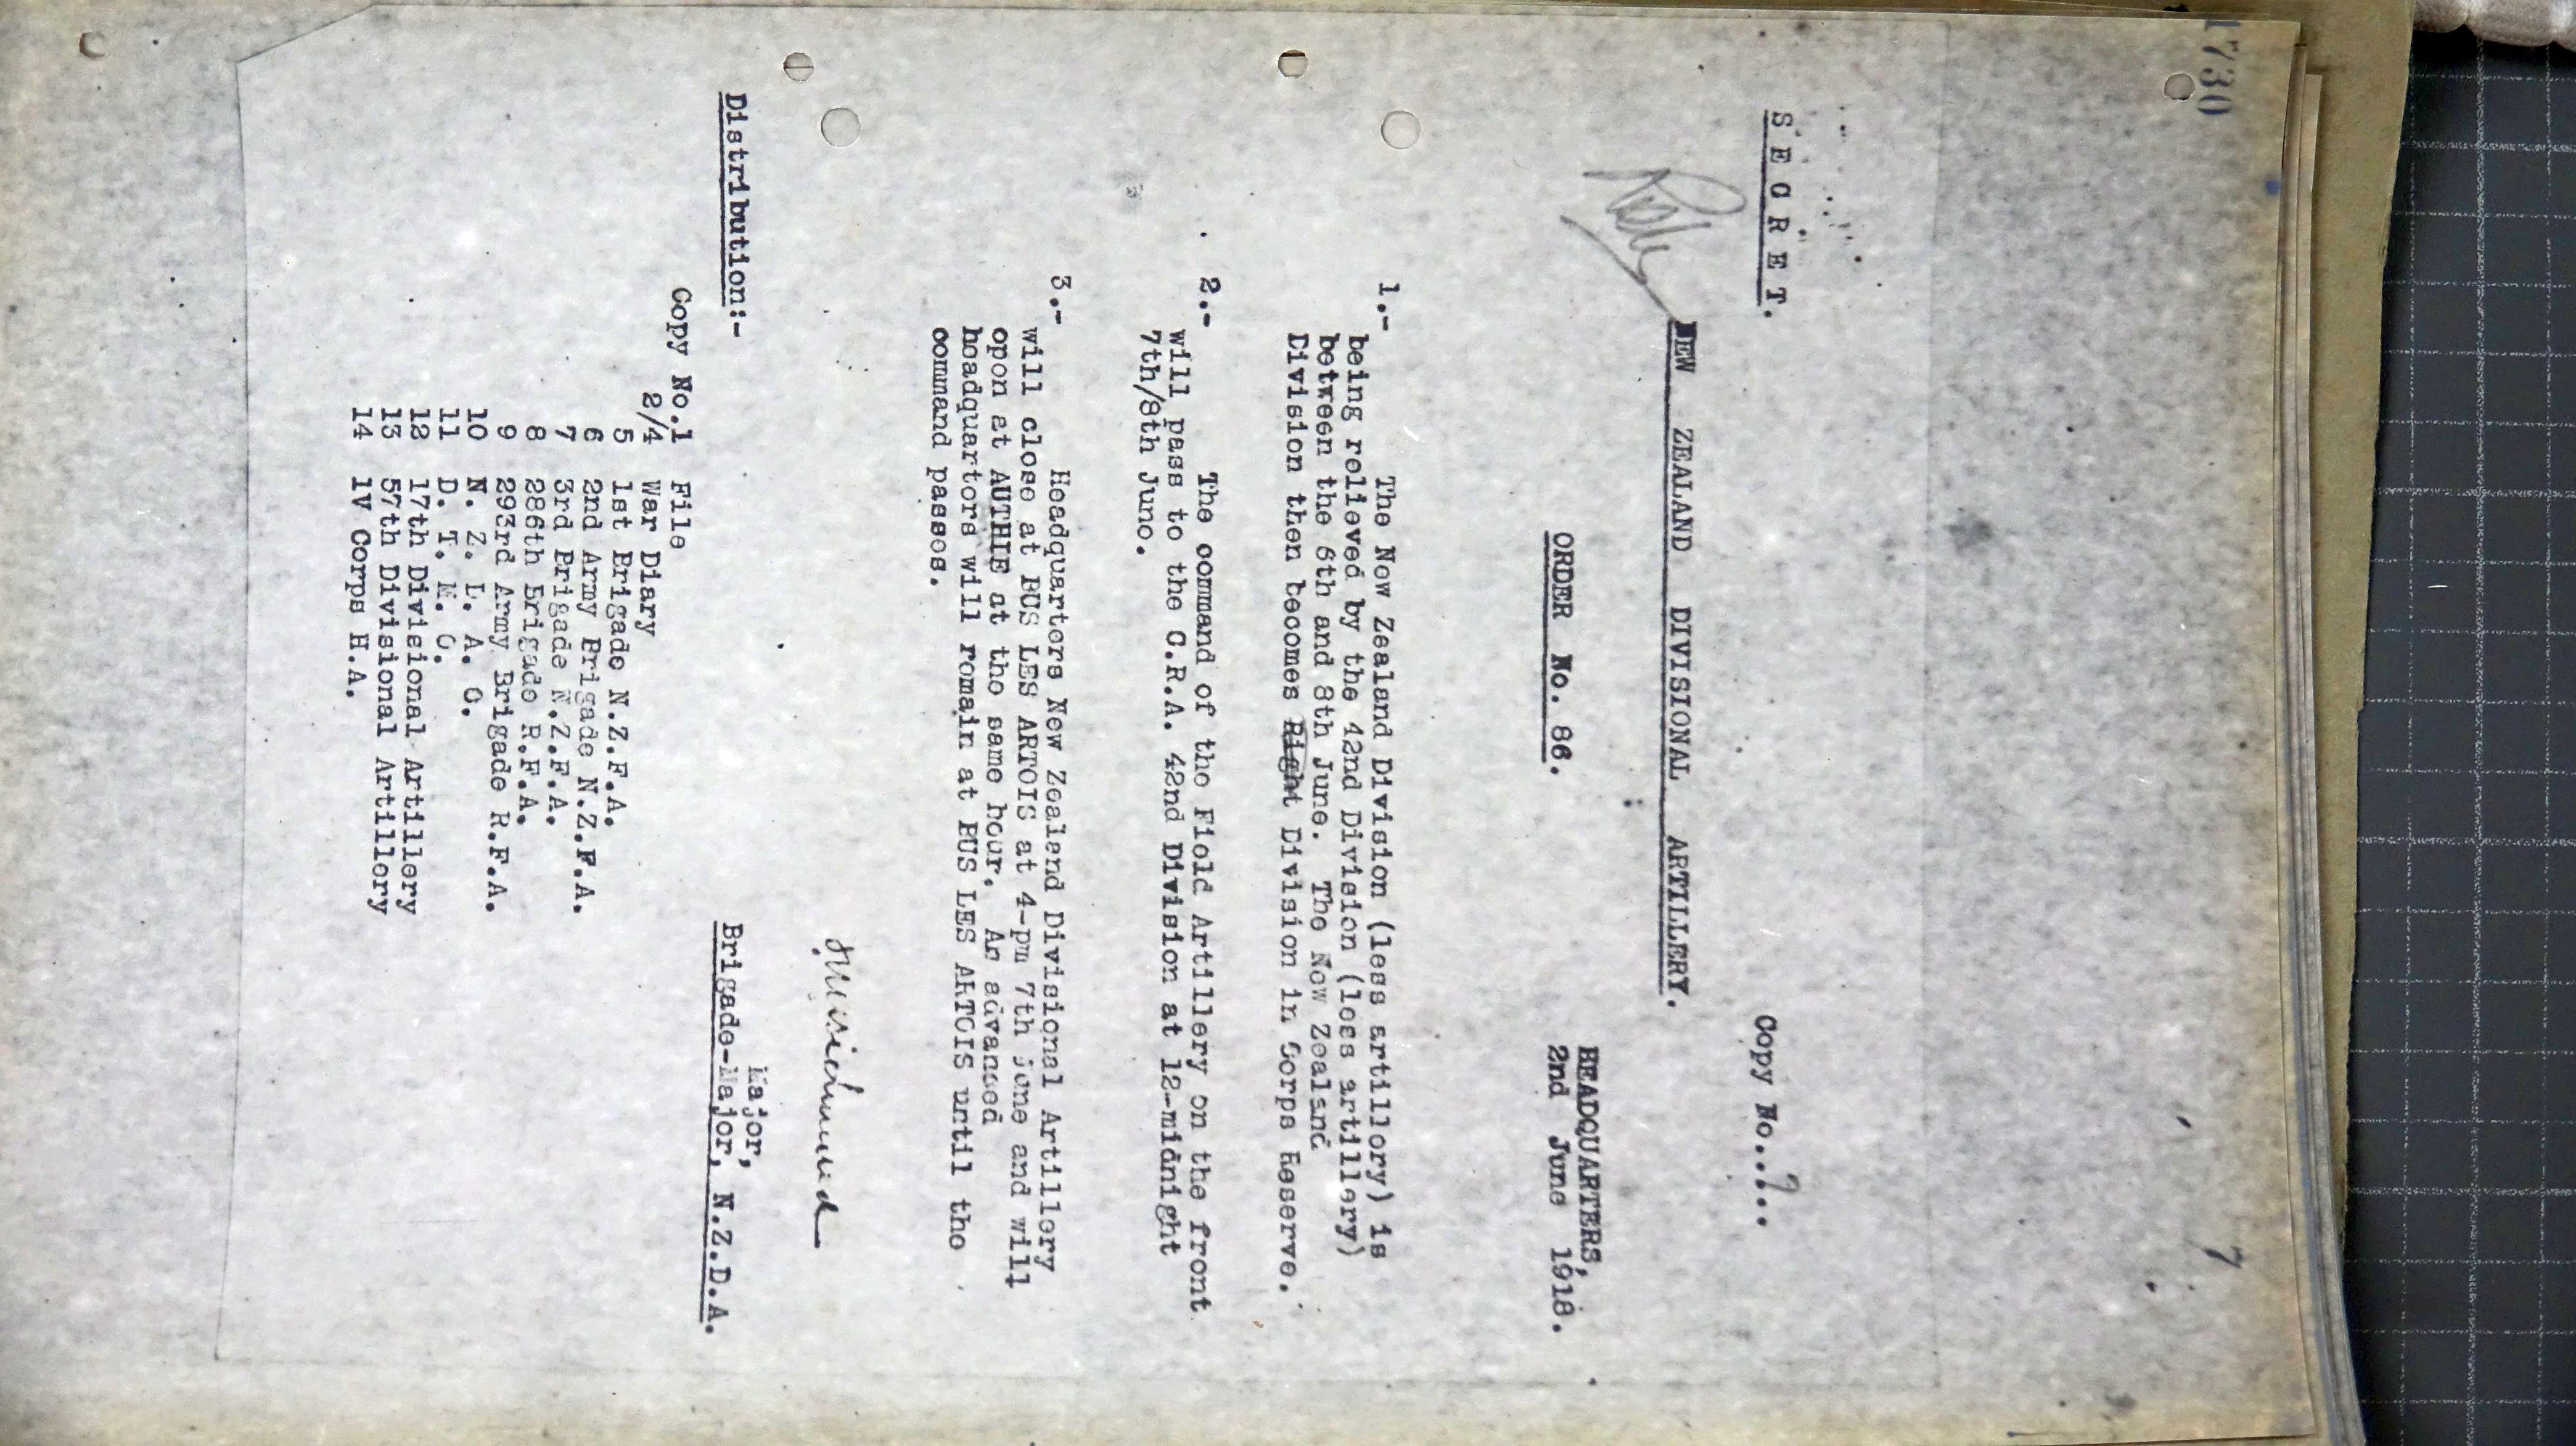 1730
7
SECRET.
Copy No..7..
NEW ZEALAND DIVISIONAL ARTILLERY.
HEADQUARTERS,
ORDER No. 86.
2nd June 1918.
1.- The New Zealand Division (less artillery) is
being relieved by the 42nd Division (less artillery)
between the 6th and 8th June. The New Zealand
Division then becomes Right Division in Corps Reserve.
2.- The command of the Field Artillery on the front
will pass to the C.R.A. 42nd Division at 12-midnight
7th/8th June.
3.- Headquarters New Zealand Divisional Artillery
will close at BUS LES ARTOIS at 4-pm 7th June and will
open at AUTHIE at the same hour. An advanced
headquarters will remain at BUS LES ARTOIS until the
command passes.
Major,
Brigade-Major, N.Z.D.A.
Distribution:-
Copy No.1 File
2/4 War Diary
5 1st Brigade N.Z.F.A.
6 2nd Army Brigade N.Z.F.A.
7 3rd Brigade N.Z.F.A.
8 286th Brigade R.F.A.
9 293rd Army Brigade R.F.A.
10 N. Z. L. A. O.
11 D. T. M. O.
12 17th Divisional Artillery
13 57th Divisional Artillery
14 1V Corps H.A.